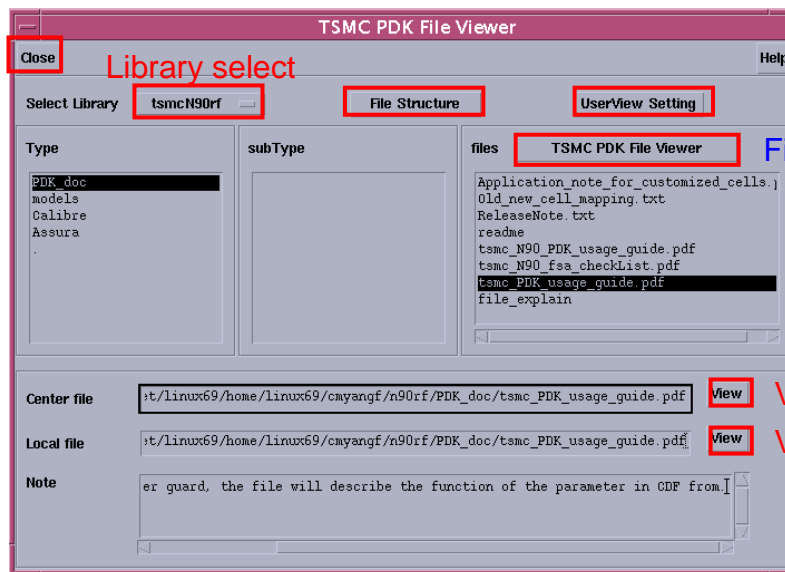 TSMC PDK File Viewer
Close
Help
Library select
Select Library
tsmcN90rf
File Structure
UserView Setting
Type
subType
files
TSMC PDK File Viewer
Fi
PDK_doc
models
Calibre
Assura
.
Application_note_for_customized_cells.
Old_new_cell_mapping.txt
ReleaseNote.txt
readme
tsmc_N90_PDK_usage_guide.pdf
tsmc_N90_fsa_checkList.pdf
tsmc_PDK_usage_guide.pdf
file_explain
Center file
et/linux69/home/linux69/cmyangf/n90rf/PDK_doc/tsmc_PDK_usage_guide.pdf
View
V
Local file
et/linux69/home/linux69/cmyangf/n90rf/PDK_doc/tsmc_PDK_usage_guide.pdf
View
V
Note
er guard, the file will describe the function of the parameter in CDF from.